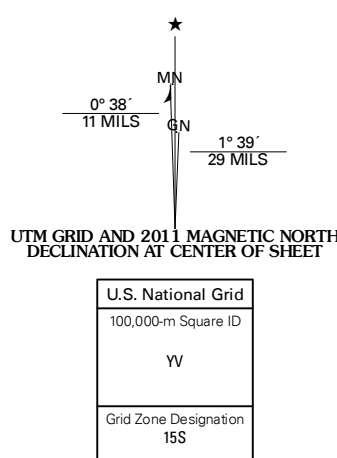 ★
MN
0° 38´
11 MILS
GN
1° 39´
29 MILS
UTM GRID AND 2011 MAGNETIC NORTH
DECLINATION AT CENTER OF SHEET
U.S. National Grid
100,000-m Square ID
YV
Grid Zone Designation
15S